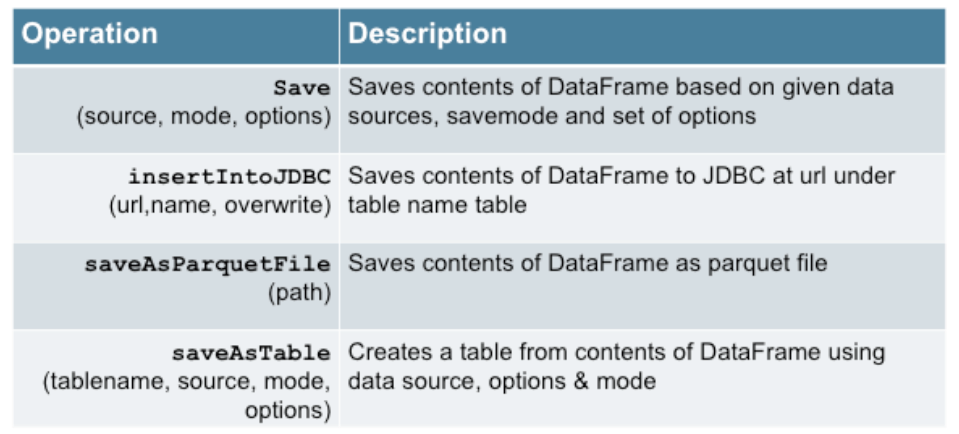 Operation Description
Save Saves contents of DataFrame based on given data
(source, mode, options) sources, savemode and set of options
insertIntoJDBC Saves contents of DataFrame to JDBC at url under
(url,name, overwrite) table name table
saveAsParquetFile Saves contents of DataFrame as parquet file
(path)
saveAsTable Creates a table from contents of DataFrame using
(tablename, source, mode, data source, options & mode
options)